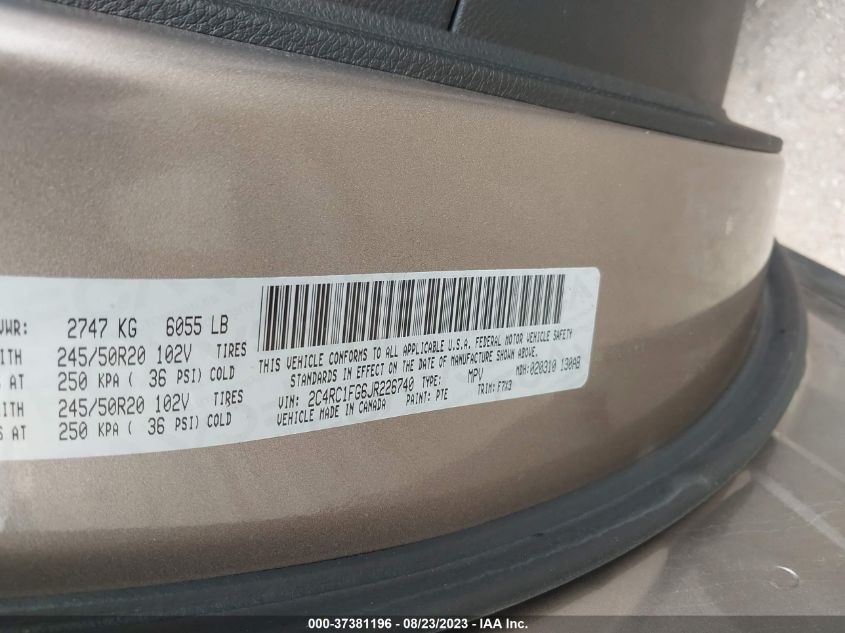 VWR: 2747 KG 6055 LB
ITH 245/50R20 102V TIRES
S AT 250 KPA ( 36 PSI) COLD
ITH 245/50R20 102V TIRES
S AT 250 KPA ( 36 PSI) COLD
THIS VEHICLE CONFORMS TO ALL APPLICABLE U.S.A. FEDERAL MOTOR VEHICLE SAFETY
STANDARDS IN EFFECT ON THE DATE OF MANUFACTURE SHOWN ABOVE.
VIN: 2C4RC1FG6JR226740 TYPE: MPV MDH: 020310 130AB
VEHICLE MADE IN CANADA PAINT: PTE TRIM: F7X9
000-37381196 - 08/23/2023 - IAA Inc.